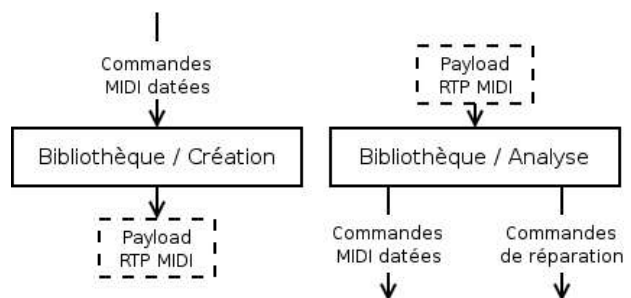 Commandes
MIDI datées
Bibliothèque / Création
Payload
RTP MIDI
Payload
RTP MIDI
Bibliothèque / Analyse
Commandes
MIDI datées
Commandes
de réparation